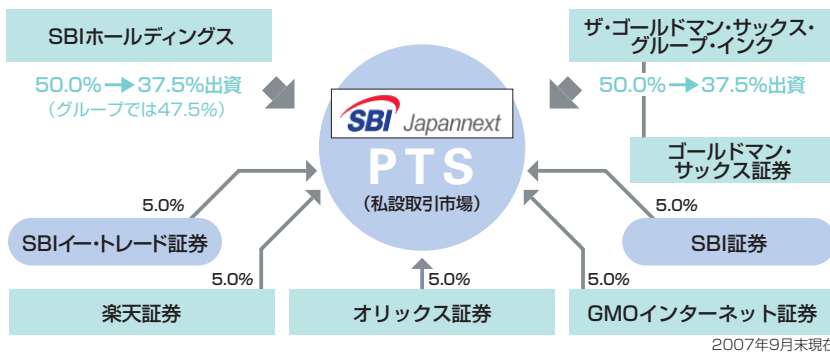 SBIホールディングス
50.0%→37.5%出資
(グループでは47.5%)
ザ・ゴールドマン・サックス・
グループ・インク
50.0%→37.5%出資
ゴールドマン・
サックス証券
SBI Japannext
PTS
(私設取引市場)
5.0%
SBIイー・トレード証券
5.0%
SBI証券
5.0%
楽天証券
5.0%
オリックス証券
5.0%
GMOインターネット証券
2007年9月末現在